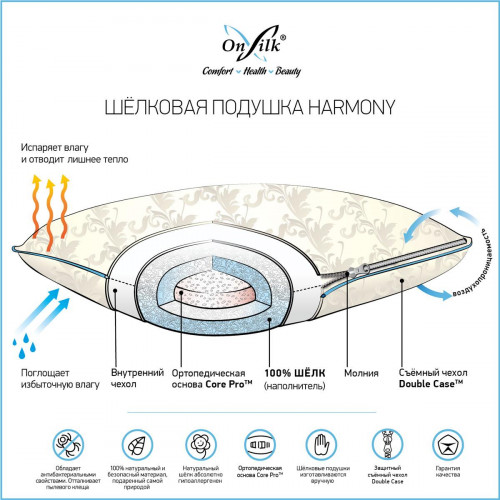 OnSilk®
Comfort Health Beauty
ШЁЛКОВАЯ ПОДУШКА HARMONY
Испаряет влагу
и отводит лишнее тепло
воздухопроницаемость
Поглощает
избыточную влагу
Внутренний
чехол
Ортопедическая
основа Core Pro™
100% ШЁЛК
(наполнитель)
Молния
Съёмный чехол
Double Case™
Обладает
антибактериальными
свойствами. Отталкивает
пылевого клеща
100% натуральный и
безопасный материал,
подаренный самой
природой
Натуральный
шёлк абсолютно
гипоаллергенен
Ортопедическая
основа Core Pro™
Шёлковые подушки
изготавливаются
вручную
Защитный
съёмный чехол
Double Case
Гарантия
качества